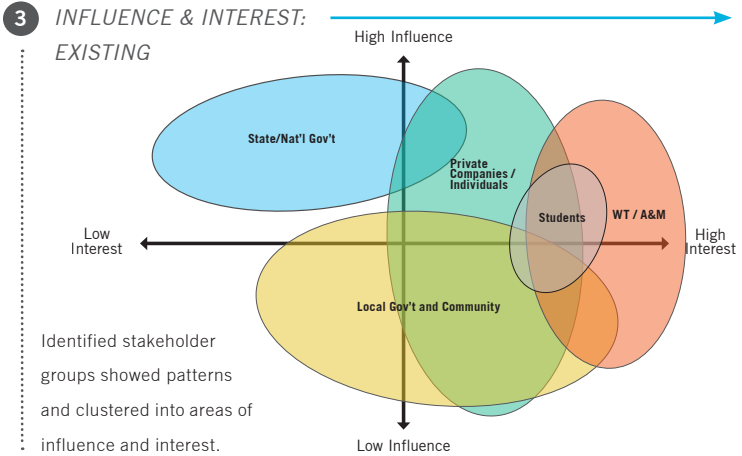 3 INFLUENCE & INTEREST:
EXISTING
High Influence
State/Nat'l Gov't
Private
Companies /
Individuals
Students
WT / A&M
Low
Interest
High
Interest
Local Gov't and Community
Identified stakeholder
groups showed patterns
and clustered into areas of
influence and interest.
Low Influence